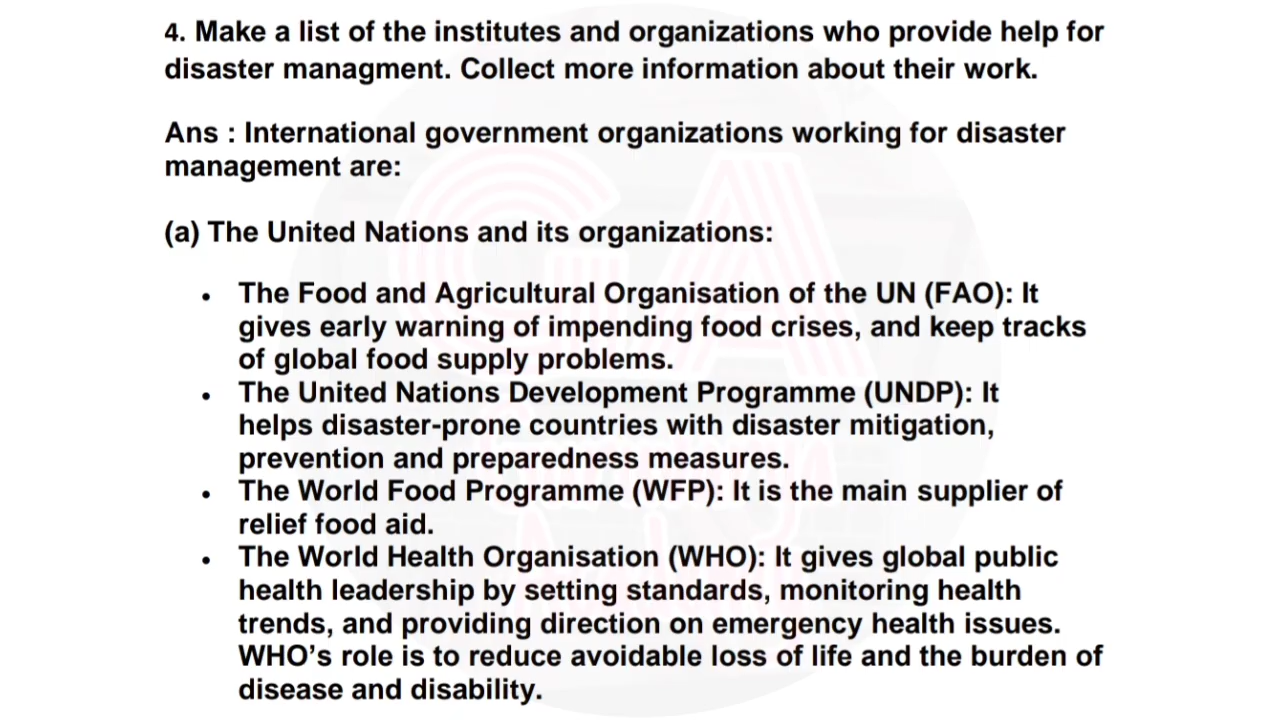 4. Make a list of the institutes and organizations who provide help for
disaster managment. Collect more information about their work.
Ans : International government organizations working for disaster
management are:
(a) The United Nations and its organizations:
• The Food and Agricultural Organisation of the UN (FAO): It
gives early warning of impending food crises, and keep tracks
of global food supply problems.
• The United Nations Development Programme (UNDP): It
helps disaster-prone countries with disaster mitigation,
prevention and preparedness measures.
• The World Food Programme (WFP): It is the main supplier of
relief food aid.
• The World Health Organisation (WHO): It gives global public
health leadership by setting standards, monitoring health
trends, and providing direction on emergency health issues.
WHO’s role is to reduce avoidable loss of life and the burden of
disease and disability.
GA